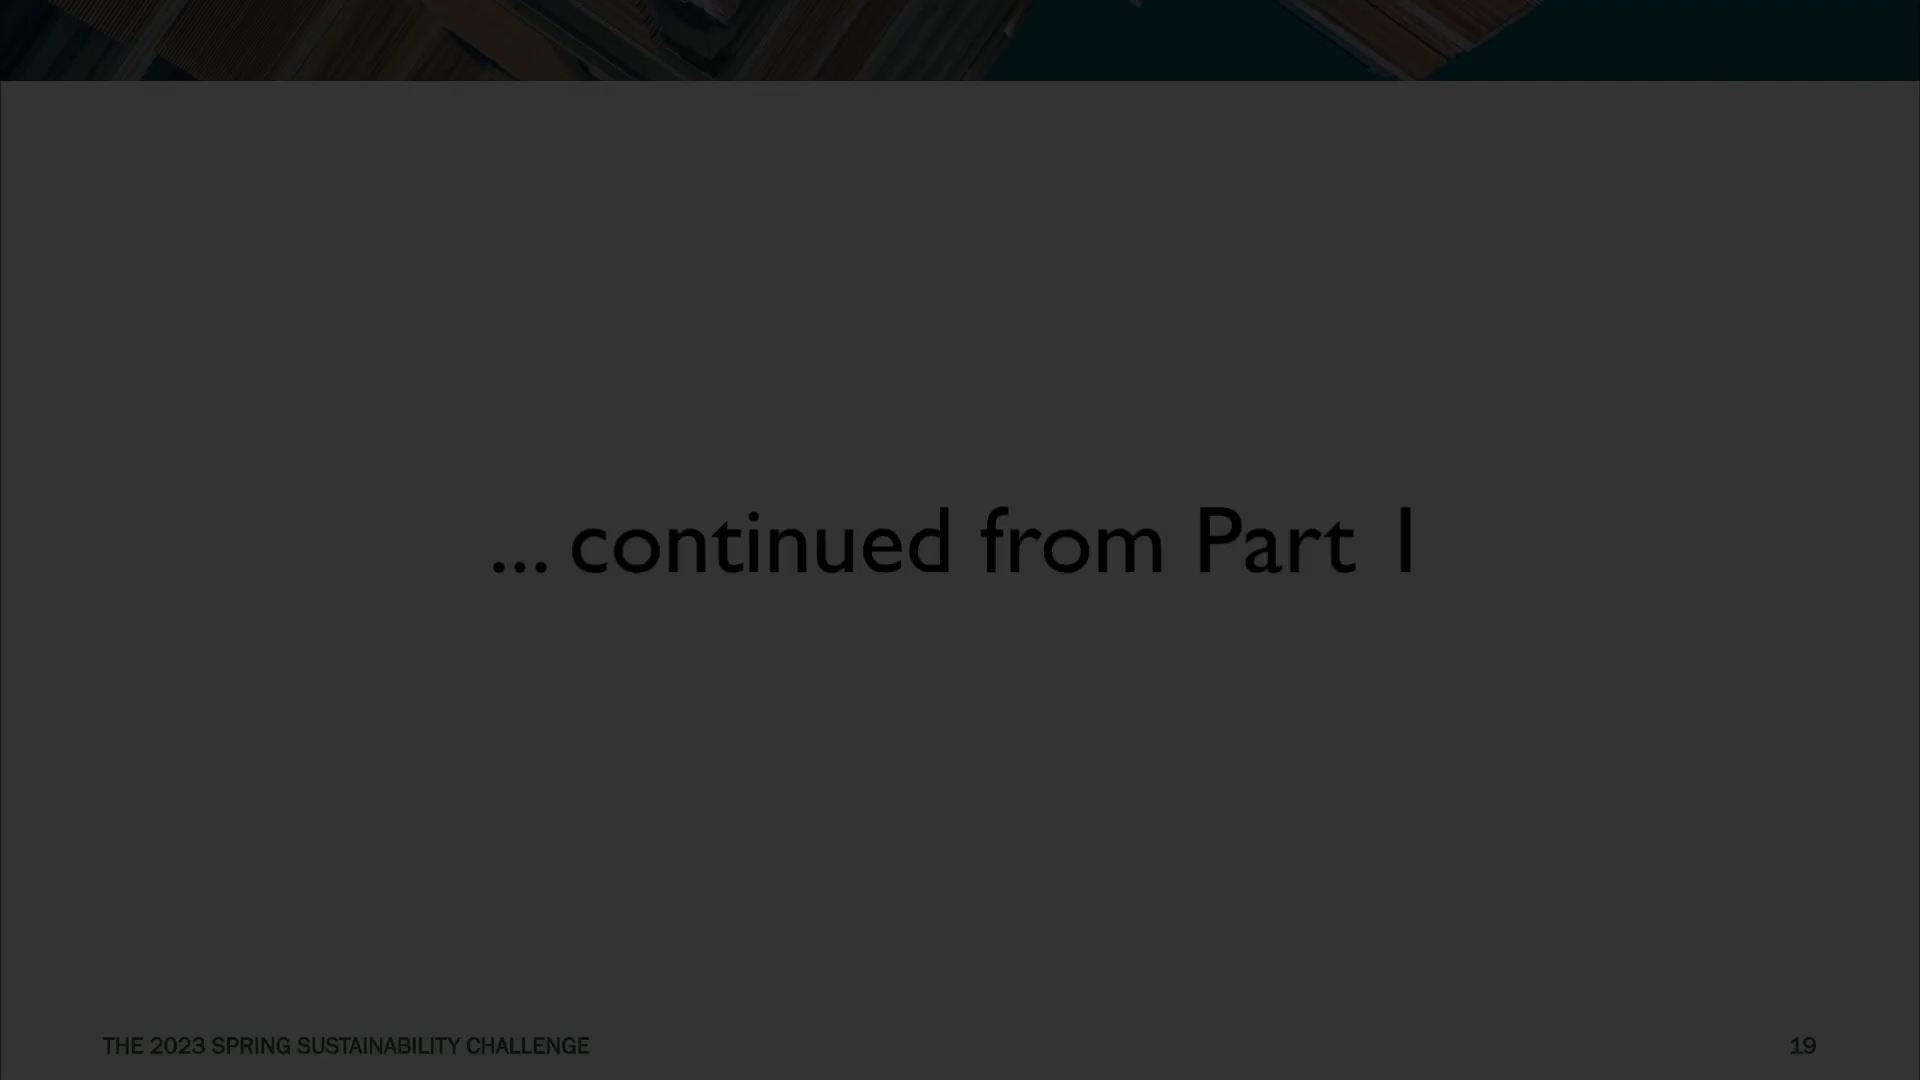 ... continued from Part 1
THE 2023 SPRING SUSTAINABILITY CHALLENGE
19